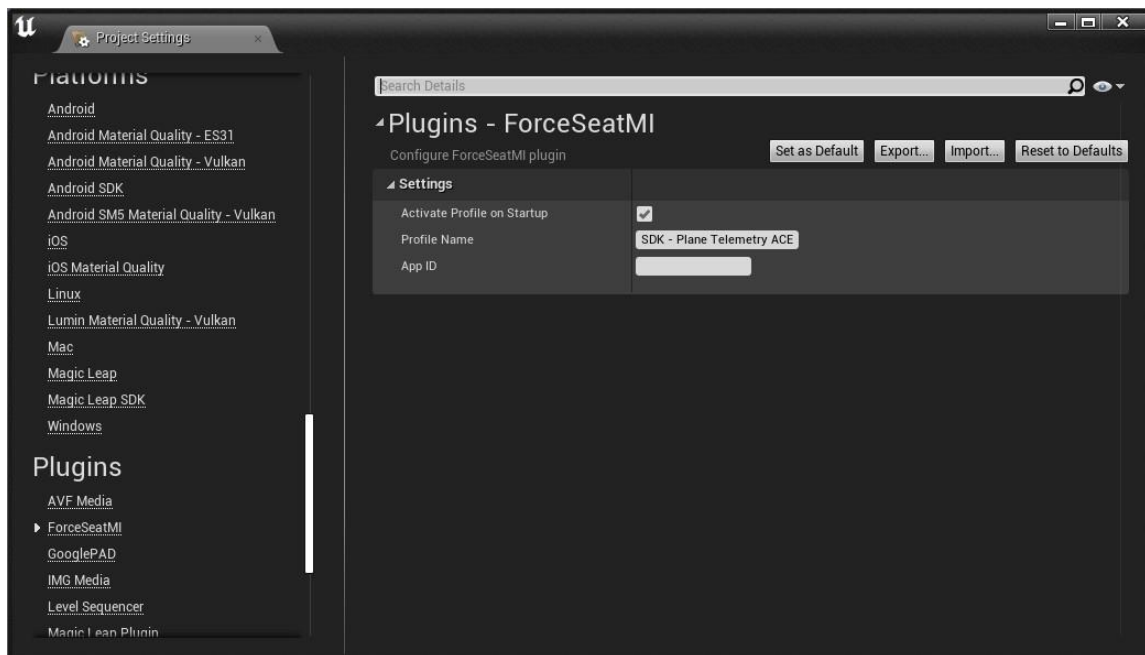 Project Settings
Platforms
Android
Android Material Quality - ES31
Android Material Quality - Vulkan
Android SDK
Android SM5 Material Quality - Vulkan
iOS
iOS Material Quality
Linux
Lumin Material Quality - Vulkan
Mac
Magic Leap
Magic Leap SDK
Windows
Plugins
AVF Media
ForceSeatMI
GooglePAD
IMG Media
Level Sequencer
Magic Leap Plugin
Search Details
Plugins - ForceSeatMI
Configure ForceSeatMI plugin
Set as Default Export... Import... Reset to Defaults
Settings
Activate Profile on Startup
Profile Name SDK - Plane Telemetry ACE
App ID